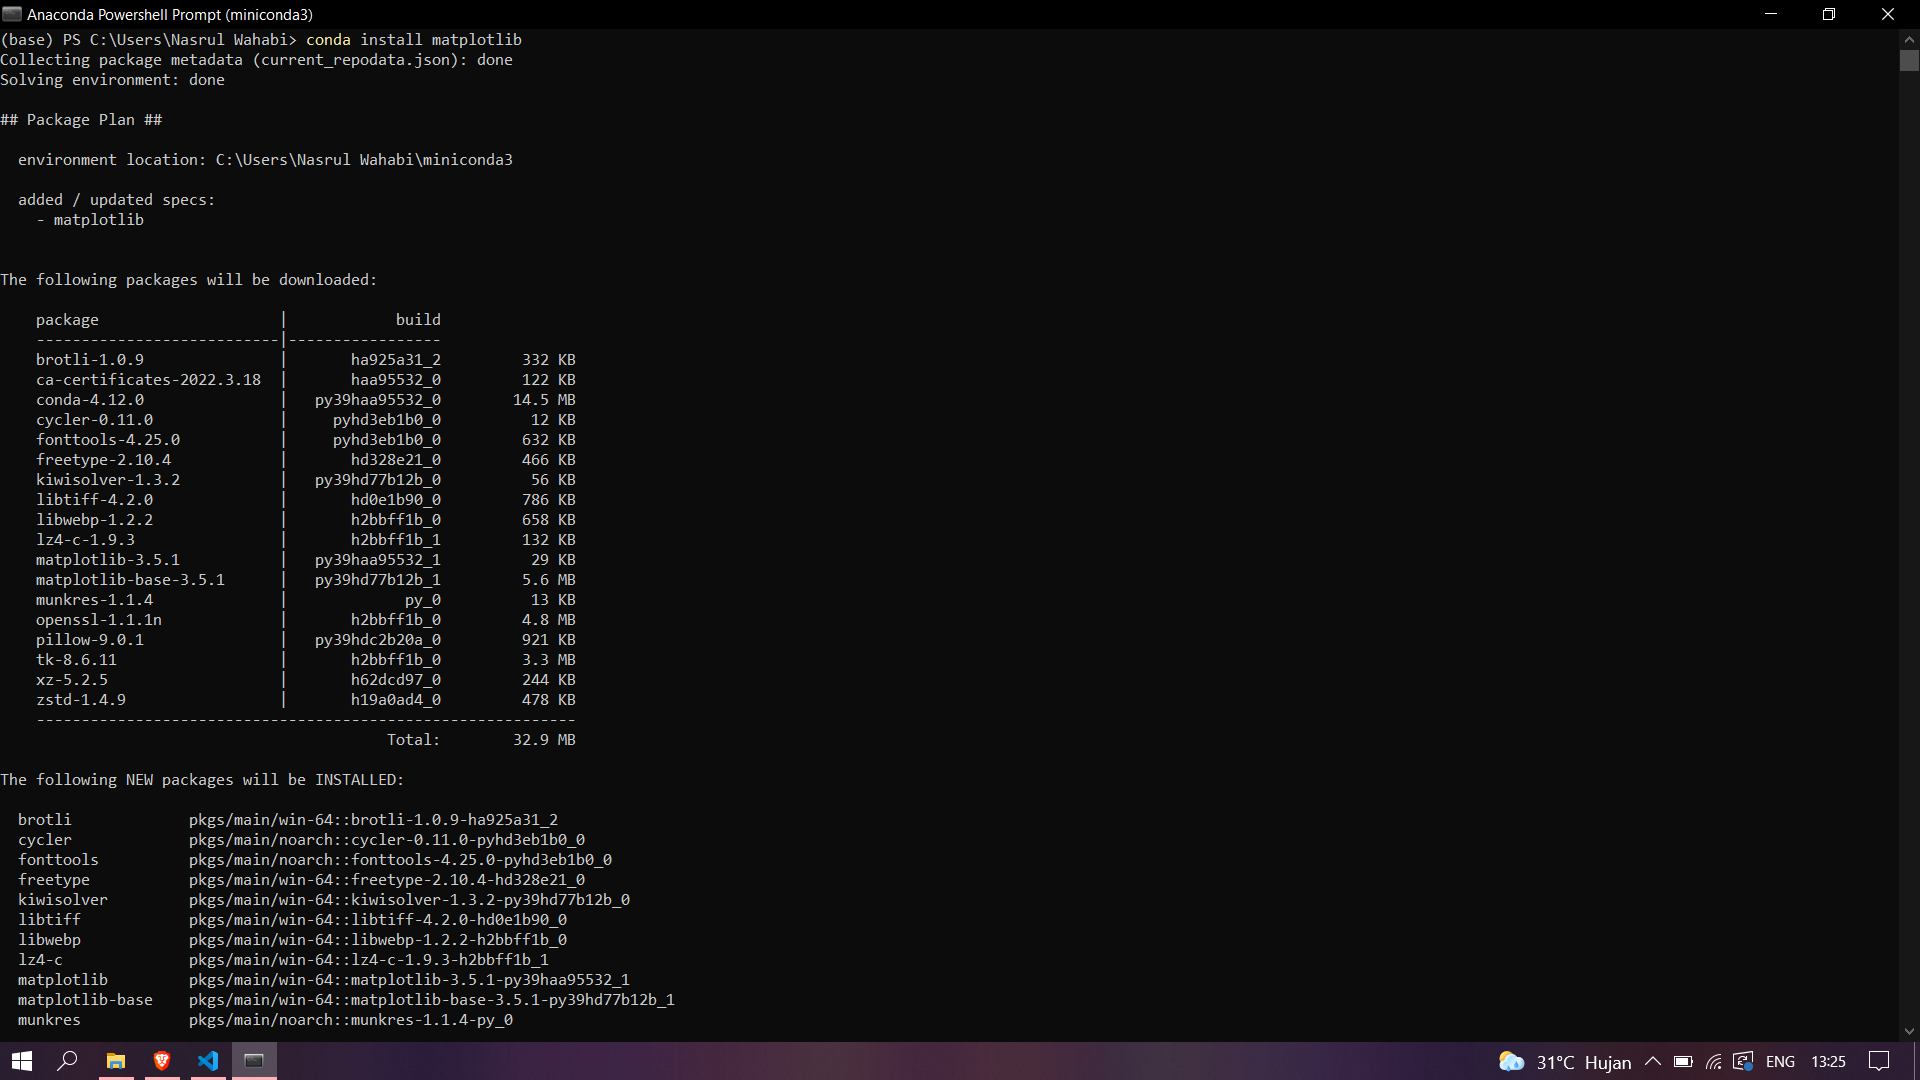 Anaconda Powershell Prompt (miniconda3)
(base) PS C:\Users\Nasrul Wahabi> conda install matplotlib
Collecting package metadata (current_repodata.json): done
Solving environment: done
## Package Plan ##
environment location: C:\Users\Nasrul Wahabi\miniconda3
added / updated specs:
- matplotlib
The following packages will be downloaded:
package | build
---------------------------|-----------------
brotli-1.0.9 | ha925a31_2 332 KB
ca-certificates-2022.3.18 | haa95532_0 122 KB
conda-4.12.0 | py39haa95532_0 14.5 MB
cycler-0.11.0 | pyhd3eb1b0_0 12 KB
fonttools-4.25.0 | pyhd3eb1b0_0 632 KB
freetype-2.10.4 | hd328e21_0 466 KB
kiwisolver-1.3.2 | py39hd77b12b_0 56 KB
libtiff-4.2.0 | hd0e1b90_0 786 KB
libwebp-1.2.2 | h2bbff1b_0 658 KB
lz4-c-1.9.3 | h2bbff1b_1 132 KB
matplotlib-3.5.1 | py39haa95532_1 29 KB
matplotlib-base-3.5.1 | py39hd77b12b_1 5.6 MB
munkres-1.1.4 | py_0 13 KB
openssl-1.1.1n | h2bbff1b_0 4.8 MB
pillow-9.0.1 | py39hdc2b20a_0 921 KB
tk-8.6.11 | h2bbff1b_0 3.3 MB
xz-5.2.5 | h62dcd97_0 244 KB
zstd-1.4.9 | h19a0ad4_0 478 KB
------------------------------------------------------------
Total: 32.9 MB
The following NEW packages will be INSTALLED:
brotli pkgs/main/win-64::brotli-1.0.9-ha925a31_2
cycler pkgs/main/noarch::cycler-0.11.0-pyhd3eb1b0_0
fonttools pkgs/main/noarch::fonttools-4.25.0-pyhd3eb1b0_0
freetype pkgs/main/win-64::freetype-2.10.4-hd328e21_0
kiwisolver pkgs/main/win-64::kiwisolver-1.3.2-py39hd77b12b_0
libtiff pkgs/main/win-64::libtiff-4.2.0-hd0e1b90_0
libwebp pkgs/main/win-64::libwebp-1.2.2-h2bbff1b_0
lz4-c pkgs/main/win-64::lz4-c-1.9.3-h2bbff1b_1
matplotlib pkgs/main/win-64::matplotlib-3.5.1-py39haa95532_1
matplotlib-base pkgs/main/win-64::matplotlib-base-3.5.1-py39hd77b12b_1
munkres pkgs/main/noarch::munkres-1.1.4-py_0
31°C Hujan ENG 13:25